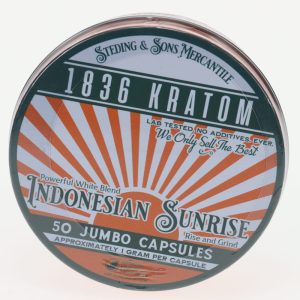 Steding & Sons Mercantile
1836 KRATOM
LAB TESTED. NO ADDITIVES. EVER.
We Only Sell The Best
Powerful White Blend
INDONESIAN SUNRISE
Rise and Grind
50 JUMBO CAPSULES
APPROXIMATELY 1 GRAM PER CAPSULE